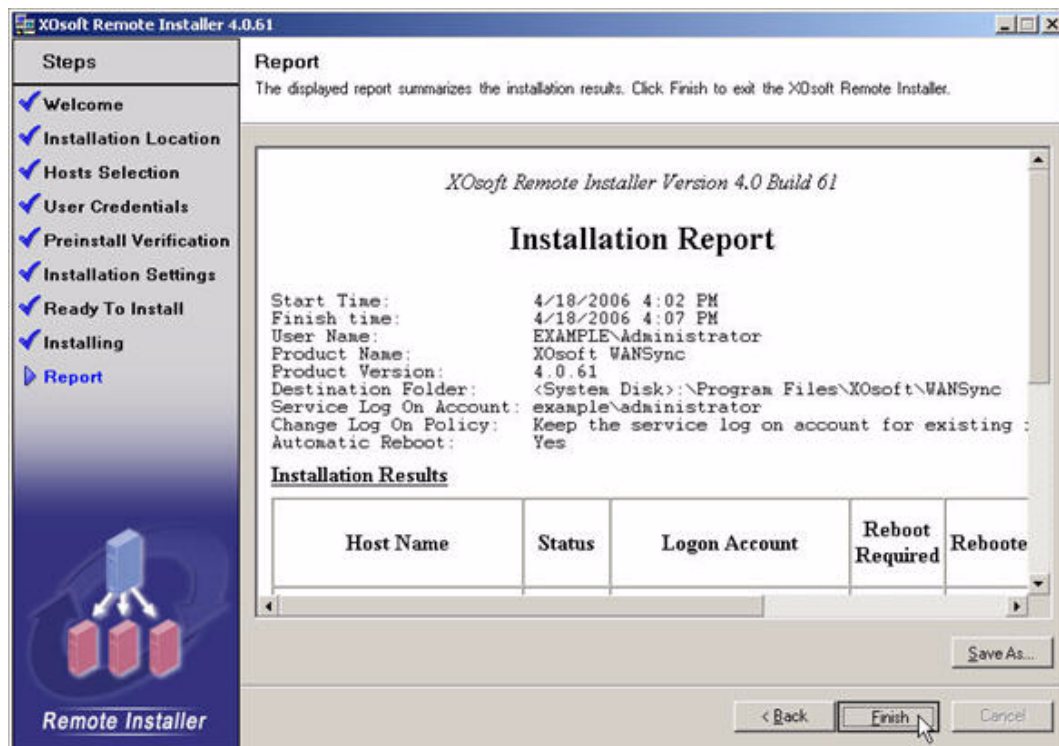 XOsoft Remote Installer 4.0.61
Steps
Welcome
Installation Location
Hosts Selection
User Credentials
Preinstall Verification
Installation Settings
Ready To Install
Installing
Report
Remote Installer
Report
The displayed report summarizes the installation results. Click Finish to exit the XOsoft Remote Installer.
XOsoft Remote Installer Version 4.0 Build 61
Installation Report
Start Time: 4/18/2006 4:02 PM
Finish time: 4/18/2006 4:07 PM
User Name: EXAMPLE\Administrator
Product Name: XOsoft WANSync
Product Version: 4.0.61
Destination Folder: <System Disk>:\Program Files\XOsoft\WANSync
Service Log On Account: example\administrator
Change Log On Policy: Keep the service log on account for existing
Automatic Reboot: Yes
Installation Results
Host Name Status Logon Account Reboot Required Reboote
Save As...
< Back Finish Cancel